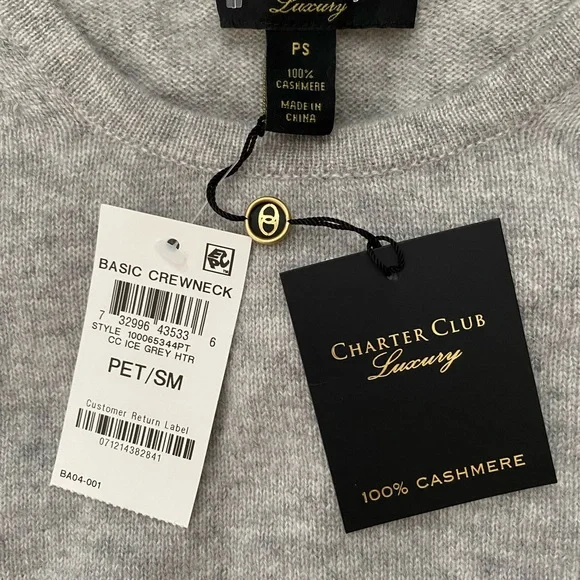 Luxury
PS
100%
CASHMERE
MADE IN
CHINA
BASIC CREWNECK
7 32996 43533 6
STYLE 100065344PT
CC ICE GREY HTR
PET/SM
Customer Return Label
071214382841
BA04-001
CHARTER CLUB
Luxury
100% CASHMERE